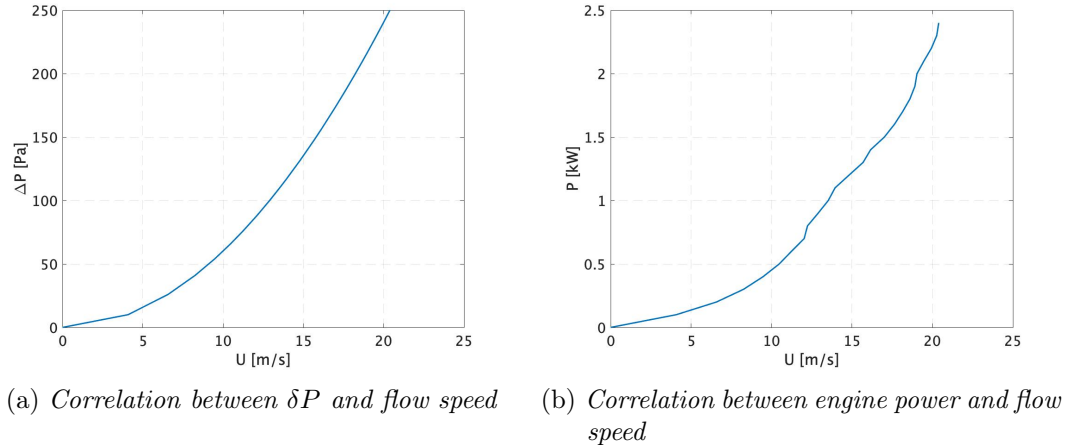 250
200
150
100
50
0
ΔP [Pa]
0 5 10 15 20 25
U [m/s]
2.5
2
1.5
1
0.5
0
P [kW]
0 5 10 15 20 25
U [m/s]
(a) Correlation between δP and flow speed
(b) Correlation between engine power and flow
speed